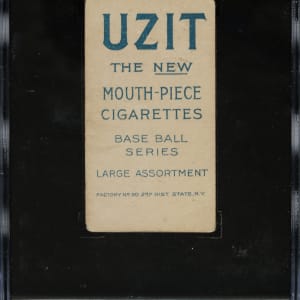 UZIT
THE NEW
MOUTH-PIECE
CIGARETTES
BASE BALL
SERIES
LARGE ASSORTMENT
FACTORY Nº 30 2ND DIST. STATE, N.Y.